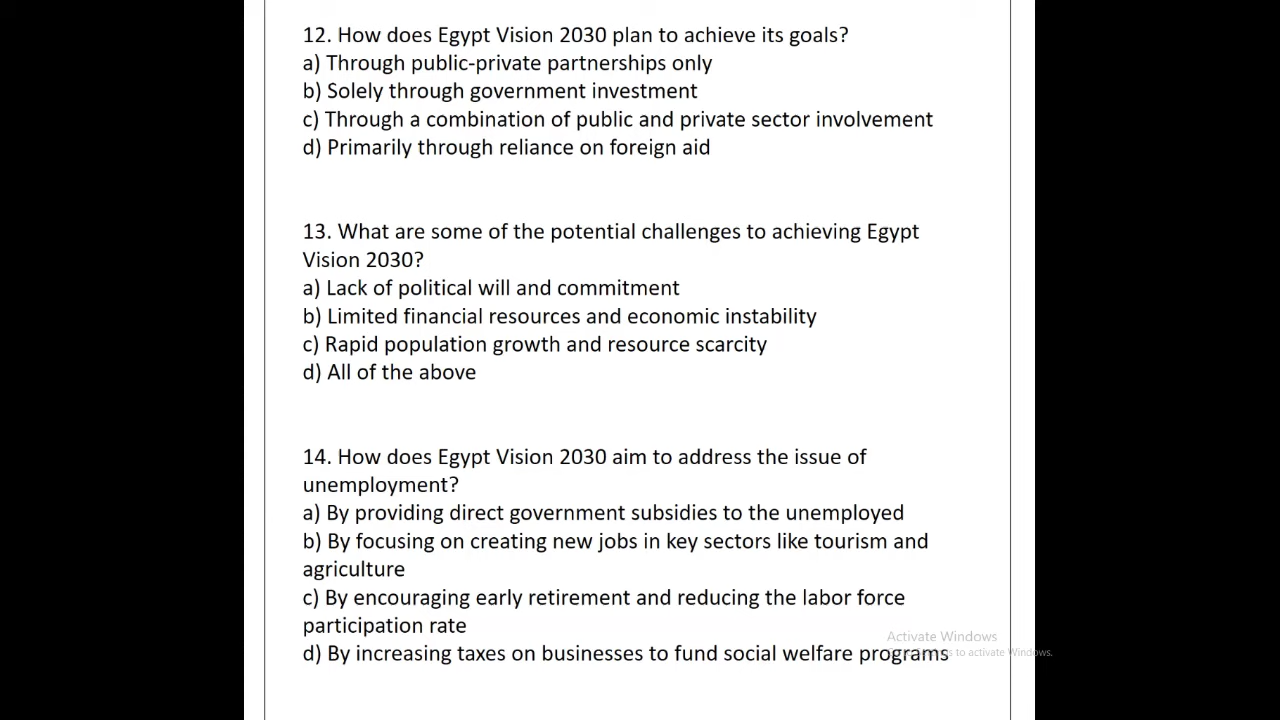 12. How does Egypt Vision 2030 plan to achieve its goals?
a) Through public-private partnerships only
b) Solely through government investment
c) Through a combination of public and private sector involvement
d) Primarily through reliance on foreign aid
13. What are some of the potential challenges to achieving Egypt
Vision 2030?
a) Lack of political will and commitment
b) Limited financial resources and economic instability
c) Rapid population growth and resource scarcity
d) All of the above
14. How does Egypt Vision 2030 aim to address the issue of
unemployment?
a) By providing direct government subsidies to the unemployed
b) By focusing on creating new jobs in key sectors like tourism and
agriculture
c) By encouraging early retirement and reducing the labor force
participation rate
d) By increasing taxes on businesses to fund social welfare programs
Activate Windows
to activate Windows.